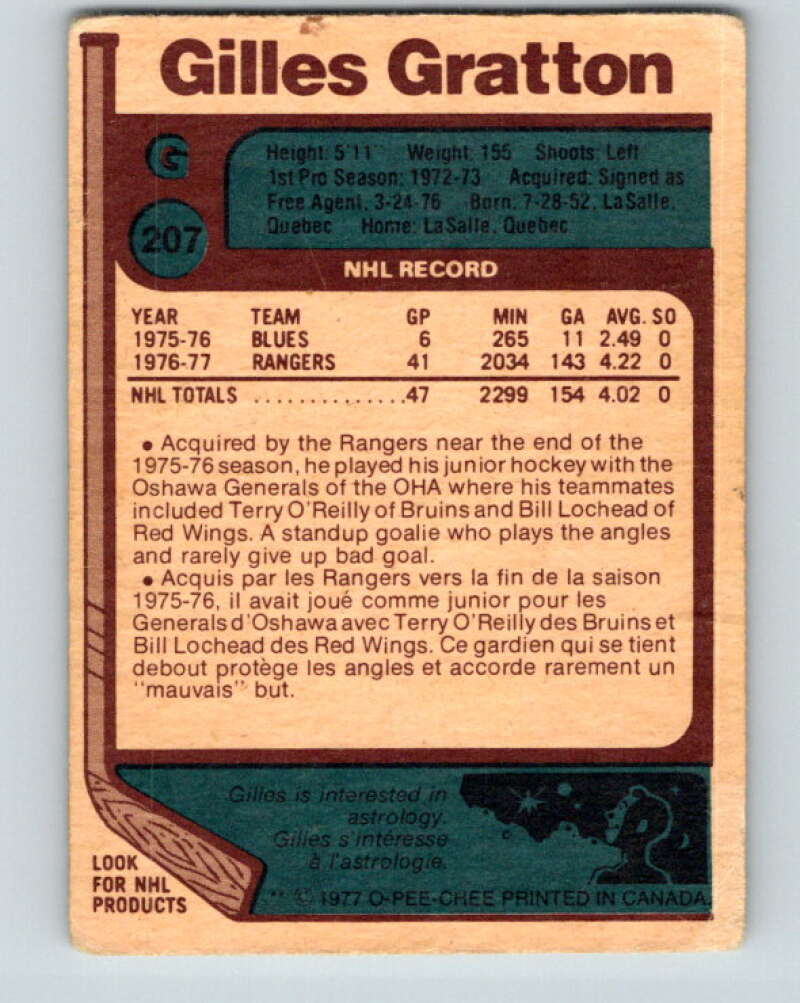 Gilles Gratton
G
207
Height: 5'11" Weight: 155 Shoots: Left
1st Pro Season: 1972-73 Acquired: Signed as
Free Agent, 3-24-76 Born: 7-28-52, LaSalle,
Quebec Home: LaSalle, Quebec
NHL RECORD
YEAR TEAM GP MIN GA AVG. SO
1975-76 BLUES 6 265 11 2.49 0
1976-77 RANGERS 41 2034 143 4.22 0
NHL TOTALS ..............47 2299 154 4.02 0
• Acquired by the Rangers near the end of the
1975-76 season, he played his junior hockey with the
Oshawa Generals of the OHA where his teammates
included Terry O'Reilly of Bruins and Bill Lochead of
Red Wings. A standup goalie who plays the angles
and rarely give up bad goal.
• Acquis par les Rangers vers la fin de la saison
1975-76, il avait joué comme junior pour les
Generals d'Oshawa avec Terry O'Reilly des Bruins et
Bill Lochead des Red Wings. Ce gardien qui se tient
debout protège les angles et accorde rarement un
"mauvais" but.
Gilles is interested in
astrology.
Gilles s'intéresse
à l'astrologie.
LOOK
FOR NHL
PRODUCTS
** © 1977 O-PEE-CHEE PRINTED IN CANADA